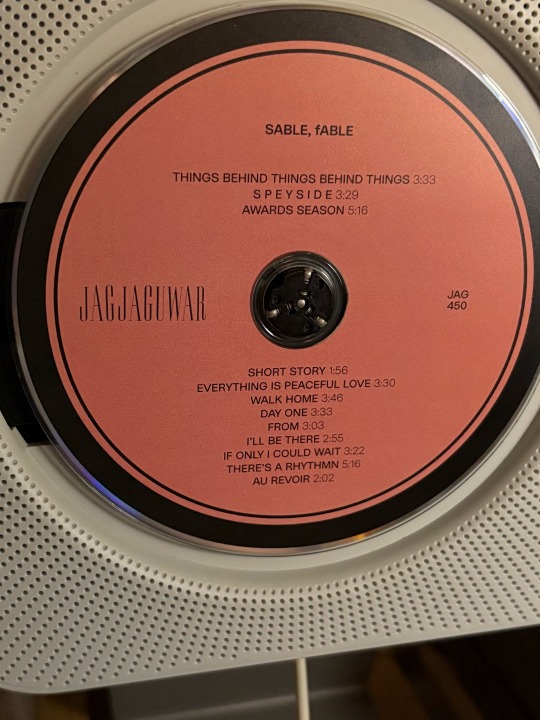 SABLE, fABLE
THINGS BEHIND THINGS BEHIND THINGS 3:33
S P E Y S I D E 3:29
AWARDS SEASON 5:16
JAGJAGUWAR
JAG
450
SHORT STORY 1:56
EVERYTHING IS PEACEFUL LOVE 3:30
WALK HOME 3:46
DAY ONE 3:33
FROM 3:03
I'LL BE THERE 2:55
IF ONLY I COULD WAIT 3:22
THERE'S A RHYTHMN 5:16
AU REVOIR 2:02